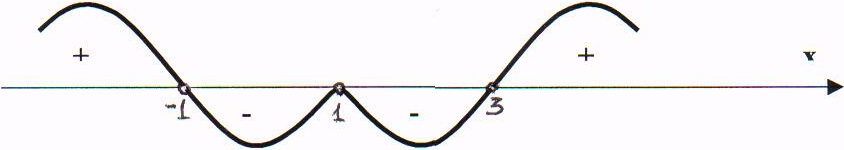 + + x
-1 - 1 - 3